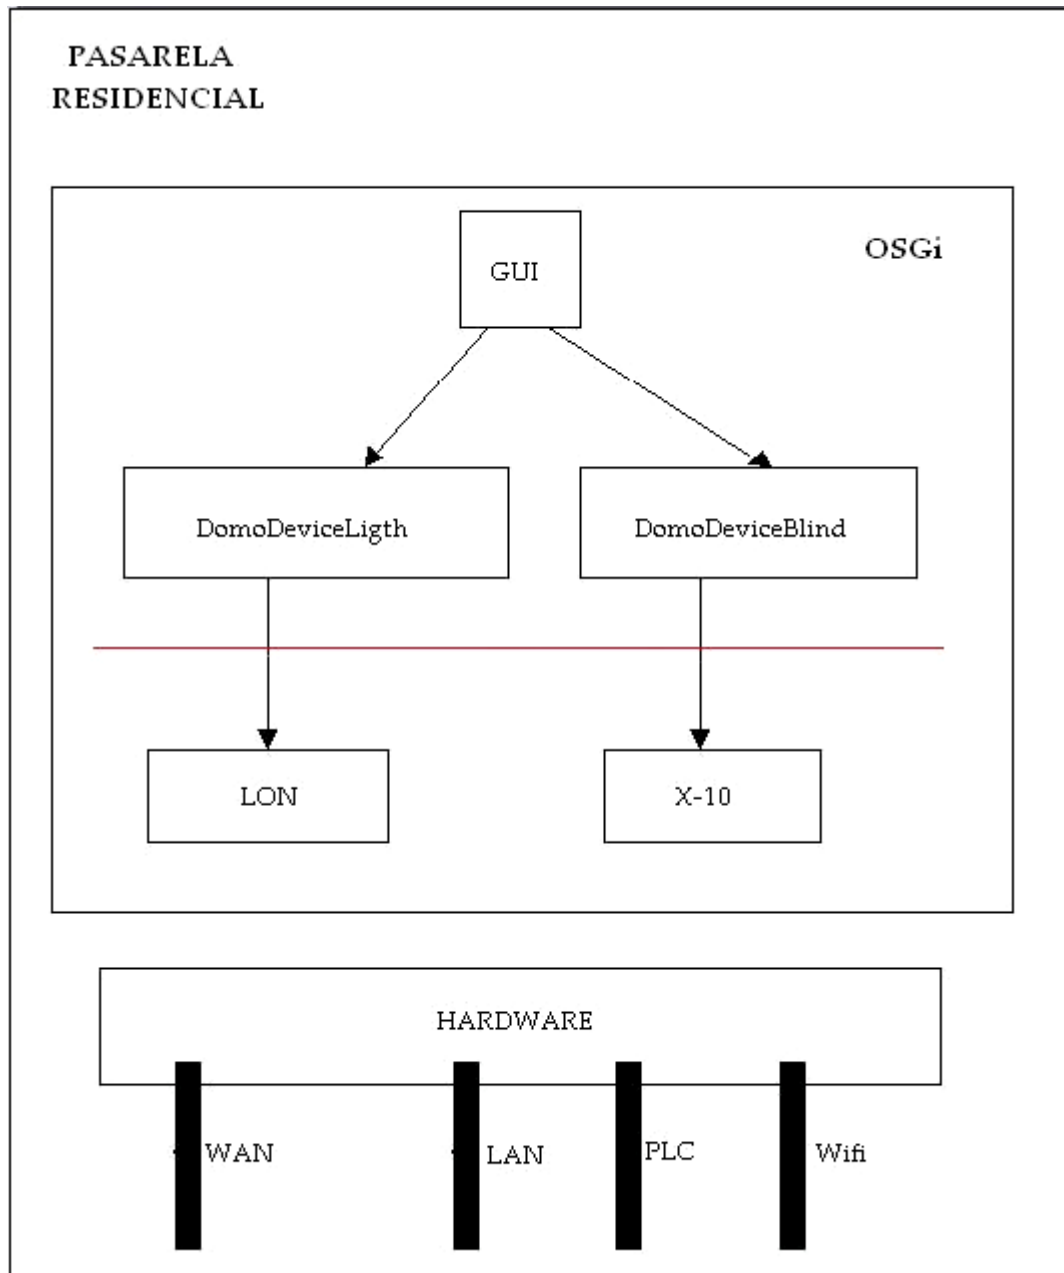 PASARELA
RESIDENCIAL
OSGi
GUI
DomoDeviceLigth
DomoDeviceBlind
LON
X-10
HARDWARE
WAN
LAN
PLC
Wifi